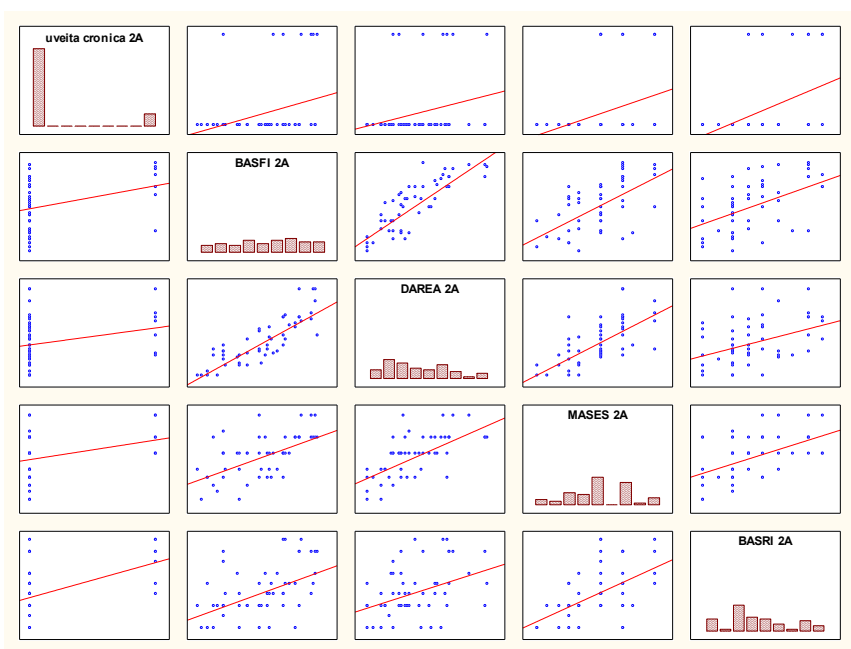 uveita cronica 2A
BASFI 2A
DAREA 2A
MASES 2A
BASRI 2A